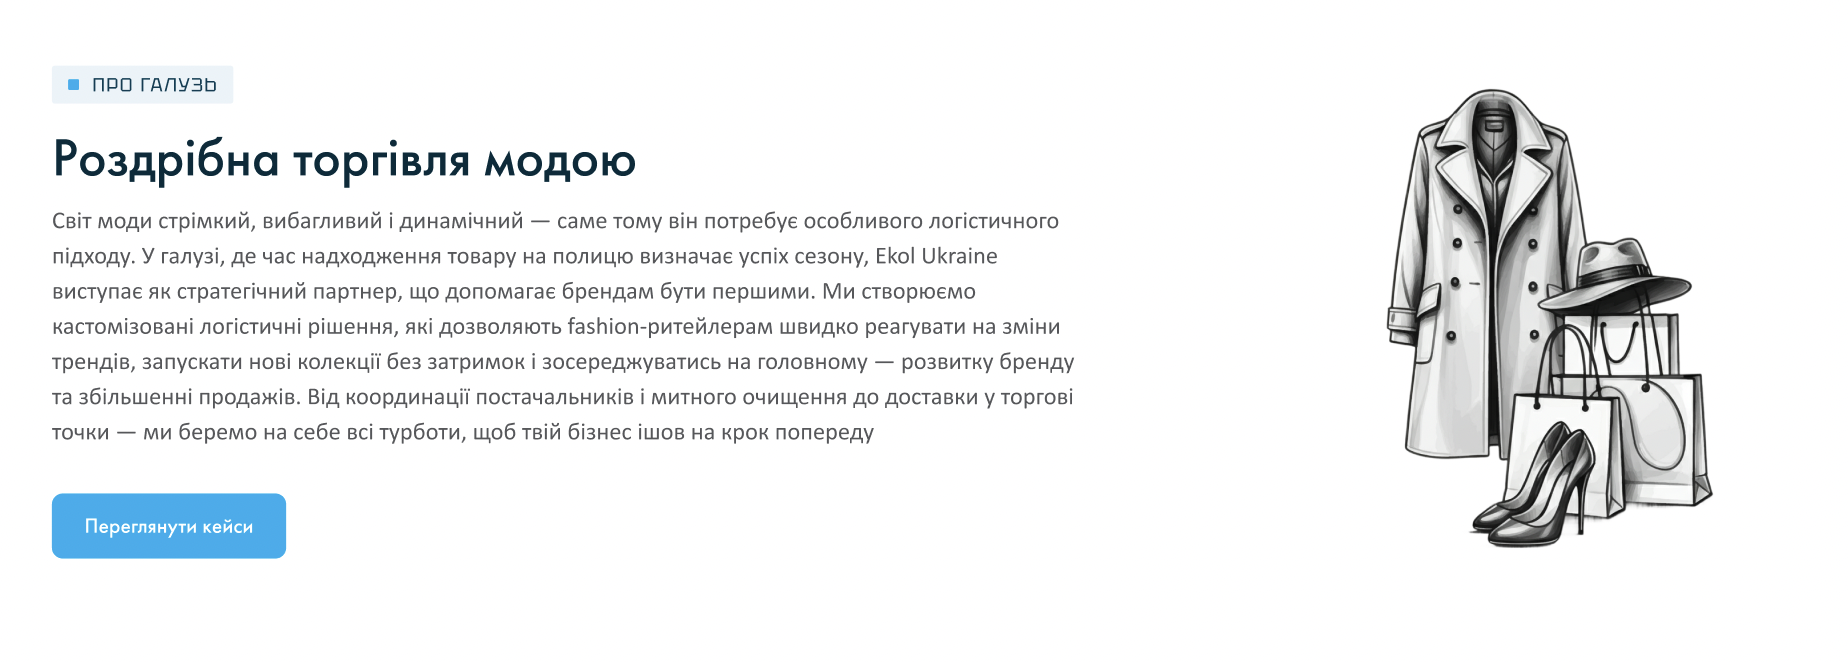 ПРО ГАЛУЗЬ
Роздрібна торгівля модою
Світ моди стрімкий, вибагливий і динамічний — саме тому він потребує особливого логістичного
підходу. У галузі, де час надходження товару на полицю визначає успіх сезону, Ekol Ukraine
виступає як стратегічний партнер, що допомагає брендам бути першими. Ми створюємо
кастомізовані логістичні рішення, які дозволяють fashion-ритейлерам швидко реагувати на зміни
трендів, запускати нові колекції без затримок і зосереджуватись на головному — розвитку бренду
та збільшенні продажів. Від координації постачальників і митного очищення до доставки у торгові
точки — ми беремо на себе всі турботи, щоб твій бізнес ішов на крок попереду
Переглянути кейси